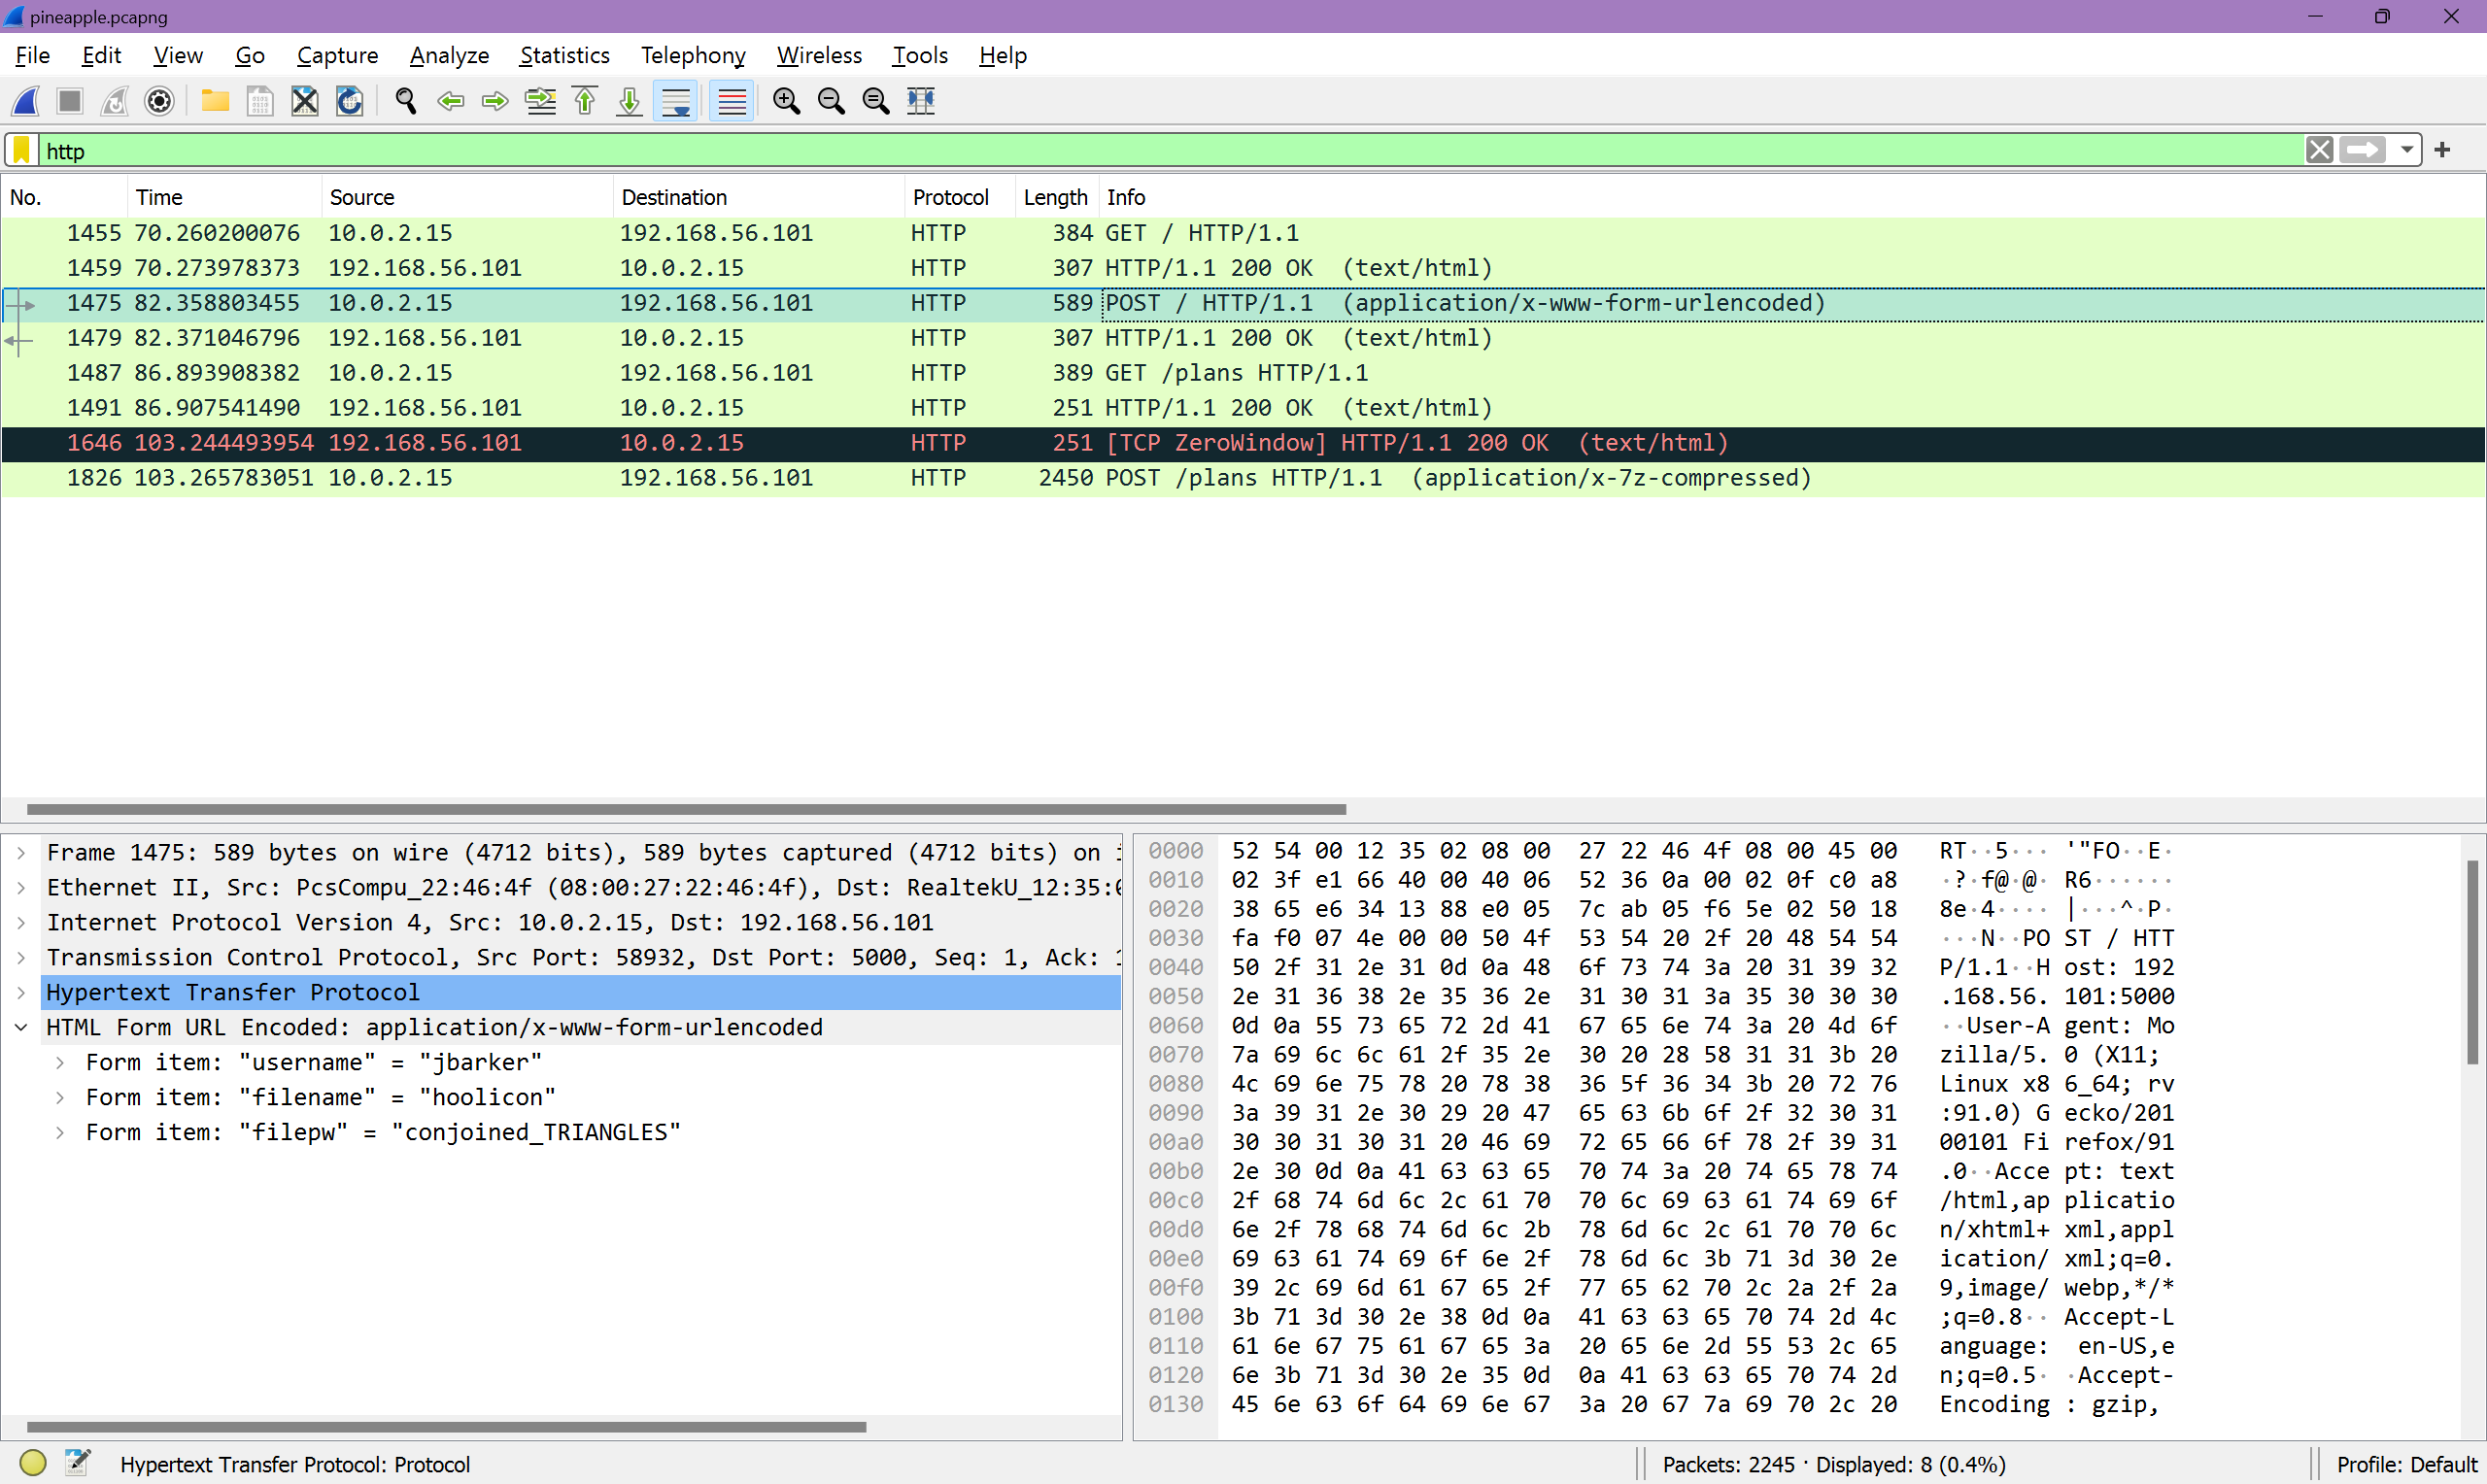 pineapple.pcapng
File Edit View Go Capture Analyze Statistics Telephony Wireless Tools Help
http
No. Time Source Destination Protocol Length Info
1455 70.260200076 10.0.2.15 192.168.56.101 HTTP 384 GET / HTTP/1.1
1459 70.273978373 192.168.56.101 10.0.2.15 HTTP 307 HTTP/1.1 200 OK (text/html)
1475 82.358803455 10.0.2.15 192.168.56.101 HTTP 589 POST / HTTP/1.1 (application/x-www-form-urlencoded)
1479 82.371046796 192.168.56.101 10.0.2.15 HTTP 307 HTTP/1.1 200 OK (text/html)
1487 86.893908382 10.0.2.15 192.168.56.101 HTTP 389 GET /plans HTTP/1.1
1491 86.907541490 192.168.56.101 10.0.2.15 HTTP 251 HTTP/1.1 200 OK (text/html)
1646 103.244493954 192.168.56.101 10.0.2.15 HTTP 251 [TCP ZeroWindow] HTTP/1.1 200 OK (text/html)
1826 103.265783051 10.0.2.15 192.168.56.101 HTTP 2450 POST /plans HTTP/1.1 (application/x-7z-compressed)
Frame 1475: 589 bytes on wire (4712 bits), 589 bytes captured (4712 bits) on
Ethernet II, Src: PcsCompu_22:46:4f (08:00:27:22:46:4f), Dst: RealtekU_12:35:
Internet Protocol Version 4, Src: 10.0.2.15, Dst: 192.168.56.101
Transmission Control Protocol, Src Port: 58932, Dst Port: 5000, Seq: 1, Ack:
Hypertext Transfer Protocol
HTML Form URL Encoded: application/x-www-form-urlencoded
Form item: "username" = "jbarker"
Form item: "filename" = "hoolicon"
Form item: "filepw" = "conjoined_TRIANGLES"
0000 52 54 00 12 35 02 08 00 27 22 46 4f 08 00 45 00 RT··5··· '"FO··E·
0010 02 3f e1 66 40 00 40 06 52 36 0a 00 02 0f c0 a8 ·?·f@·@· R6······
0020 38 65 e6 34 13 88 e0 05 7c ab 05 f6 5e 02 50 18 8e·4···· |···^·P·
0030 fa f0 07 4e 00 00 50 4f 53 54 20 2f 20 48 54 54 ···N··PO ST / HTT
0040 50 2f 31 2e 31 0d 0a 48 6f 73 74 3a 20 31 39 32 P/1.1··H ost: 192
0050 2e 31 36 38 2e 35 36 2e 31 30 31 3a 35 30 30 30 .168.56. 101:5000
0060 0d 0a 55 73 65 72 2d 41 67 65 6e 74 3a 20 4d 6f ··User-A gent: Mo
0070 7a 69 6c 6c 61 2f 35 2e 30 20 28 58 31 31 3b 20 zilla/5. 0 (X11;
0080 4c 69 6e 75 78 20 78 38 36 5f 36 34 3b 20 72 76 Linux x8 6_64; rv
0090 3a 39 31 2e 30 29 20 47 65 63 6b 6f 2f 32 30 31 :91.0) G ecko/201
00a0 30 30 31 30 31 20 46 69 72 65 66 6f 78 2f 39 31 00101 Fi refox/91
00b0 2e 30 0d 0a 41 63 63 65 70 74 3a 20 74 65 78 74 .0··Acce pt: text
00c0 2f 68 74 6d 6c 2c 61 70 70 6c 69 63 61 74 69 6f /html,ap plicatio
00d0 6e 2f 78 68 74 6d 6c 2b 78 6d 6c 2c 61 70 70 6c n/xhtml+ xml,appl
00e0 69 63 61 74 69 6f 6e 2f 78 6d 6c 3b 71 3d 30 2e ication/ xml;q=0.
00f0 39 2c 69 6d 61 67 65 2f 77 65 62 70 2c 2a 2f 2a 9,image/ webp,*/*
0100 3b 71 3d 30 2e 38 0d 0a 41 63 63 65 70 74 2d 4c ;q=0.8·· Accept-L
0110 61 6e 67 75 61 67 65 3a 20 65 6e 2d 55 53 2c 65 anguage: en-US,e
0120 6e 3b 71 3d 30 2e 35 0d 0a 41 63 63 65 70 74 2d n;q=0.5· ·Accept-
0130 45 6e 63 6f 64 69 6e 67 3a 20 67 7a 69 70 2c 20 Encoding : gzip,
Hypertext Transfer Protocol: Protocol Packets: 2245 · Displayed: 8 (0.4%) Profile: Default